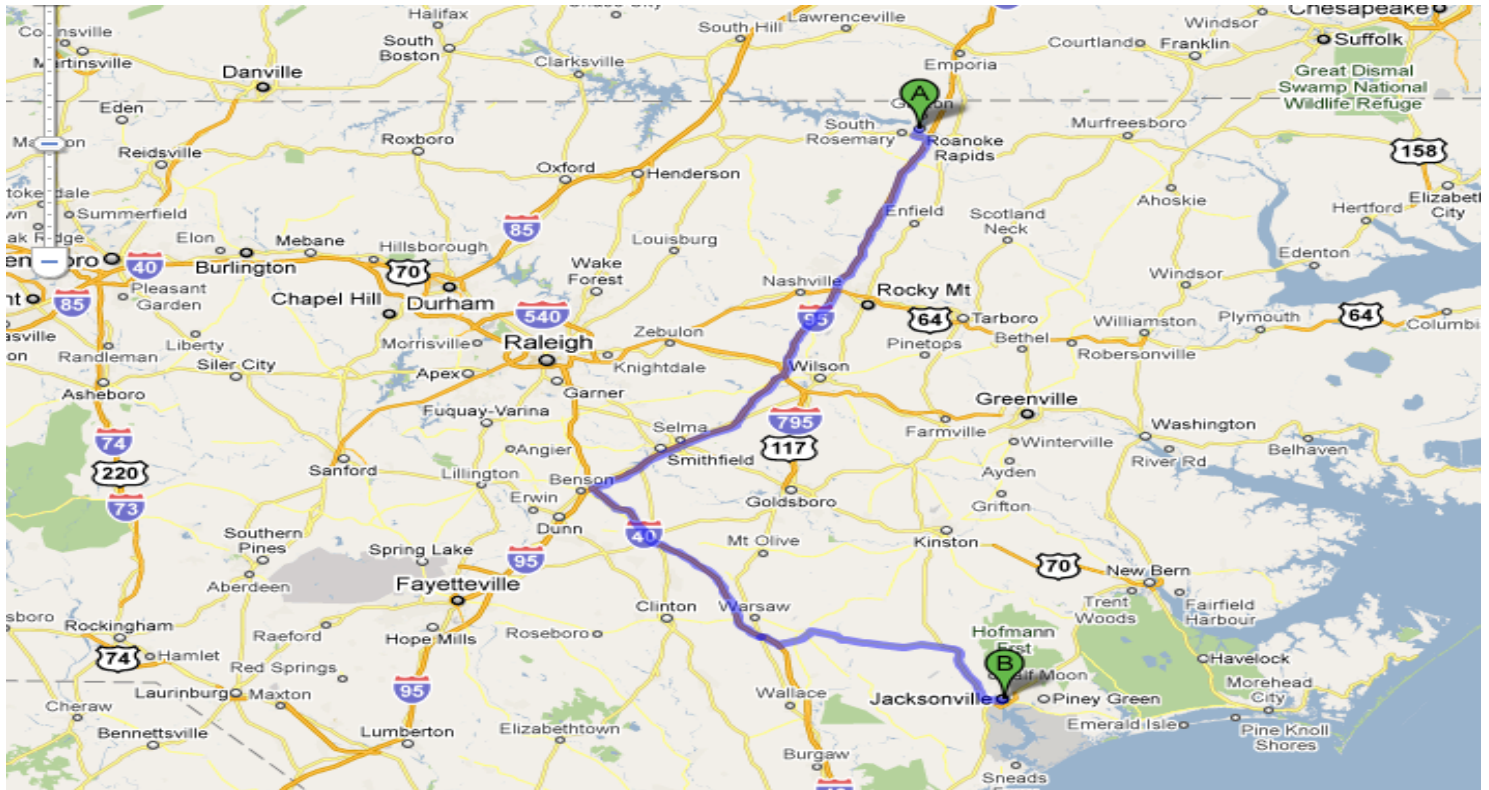 Halifax
Lawrenceville
Windsor
Chesapeake
South Hill
South
Boston
Courtland
Franklin
Suffolk
Martinsville
Clarksville
Emporia
Danville
Great Dismal
Swamp National
Wildlife Refuge
A
Eden
Roxboro
South
Rosemary
Roanoke
Rapids
Murfreesboro
158
Reidsville
Oxford
Henderson
Ahoskie
Elizabeth
City
Summerfield
Enfield
Scotland
Neck
Hertford
85
Elon
Mebane
Hillsborough
Louisburg
Edenton
40
Burlington
70
Wake
Forest
Nashville
Windsor
85
Pleasant
Garden
Chapel Hill
Durham
Rocky Mt
540
95
64
Tarboro
Williamston
Plymouth
64
Columbi
Liberty
Morrisville
Raleigh
Zebulon
Pinetops
Bethel
Robersonville
Randleman
Siler City
Apex
Knightdale
Wilson
Asheboro
Garner
Greenville
Fuquay-Varina
795
Farmville
Washington
74
Selma
Winterville
Belhaven
Angier
Smithfield
117
River Rd
220
Sanford
Lillington
Benson
Ayden
73
Erwin
Goldsboro
Grifton
Dunn
Southern
Pines
Spring Lake
95
40
Mt Olive
Kinston
70
New Bern
Aberdeen
Fayetteville
Trent
Woods
Fairfield
Harbour
Clinton
Warsaw
Rockingham
Raeford
Hope Mills
Roseboro
Hofmann
Frst
74
Hamlet
Red Springs
B
Half Moon
Havelock
Laurinburg
Maxton
95
Wallace
Jacksonville
Piney Green
Morehead
City
Cheraw
Emerald Isle
Bennettsville
Lumberton
Elizabethtown
Pine Knoll
Shores
Burgaw
Sneads